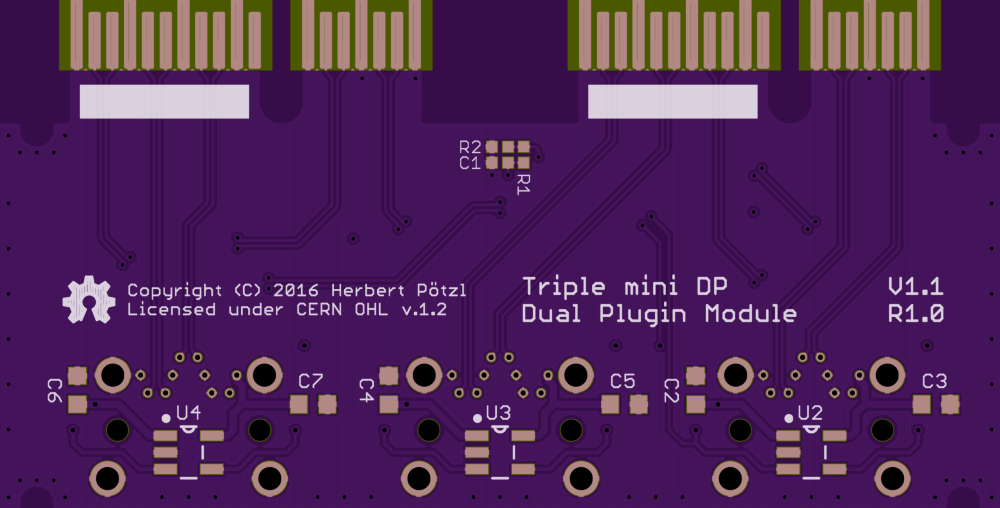 R2
C1
R1
Copyright (C) 2016 Herbert Pötzl
Licensed under CERN OHL v.1.2
Triple mini DP
Dual Plugin Module
V1.1
R1.0
C6
U4
C7
C4
U3
C5
C2
U2
C3